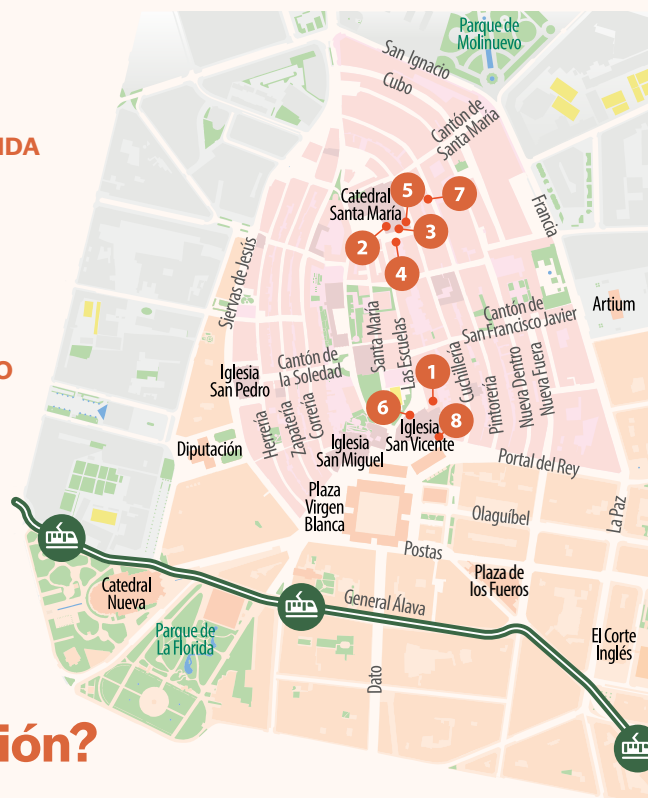 Parque de
Molinuevo
San Ignacio
Cubo
Cantón de
Santa María
IDA
5
7
Catedral
Santa María
3
2
4
Francia
Siervas de Jesús
Artium
Cantón de
San Francisco Javier
Santa María
Las Escuelas
Cantón de
la Soledad
Iglesia
San Pedro
O
1
Cuchillería
Pintorería
Nueva Dentro
Nueva Fuera
6
8
Herrería
Zapatería
Correría
Iglesia
San Vicente
Iglesia
San Miguel
Diputación
Portal del Rey
Plaza
Virgen
Blanca
Olaguíbel
La Paz
Postas
Catedral
Nueva
Plaza de
los Fueros
General Álava
Parque de
La Florida
El Corte
Inglés
Dato
ión?